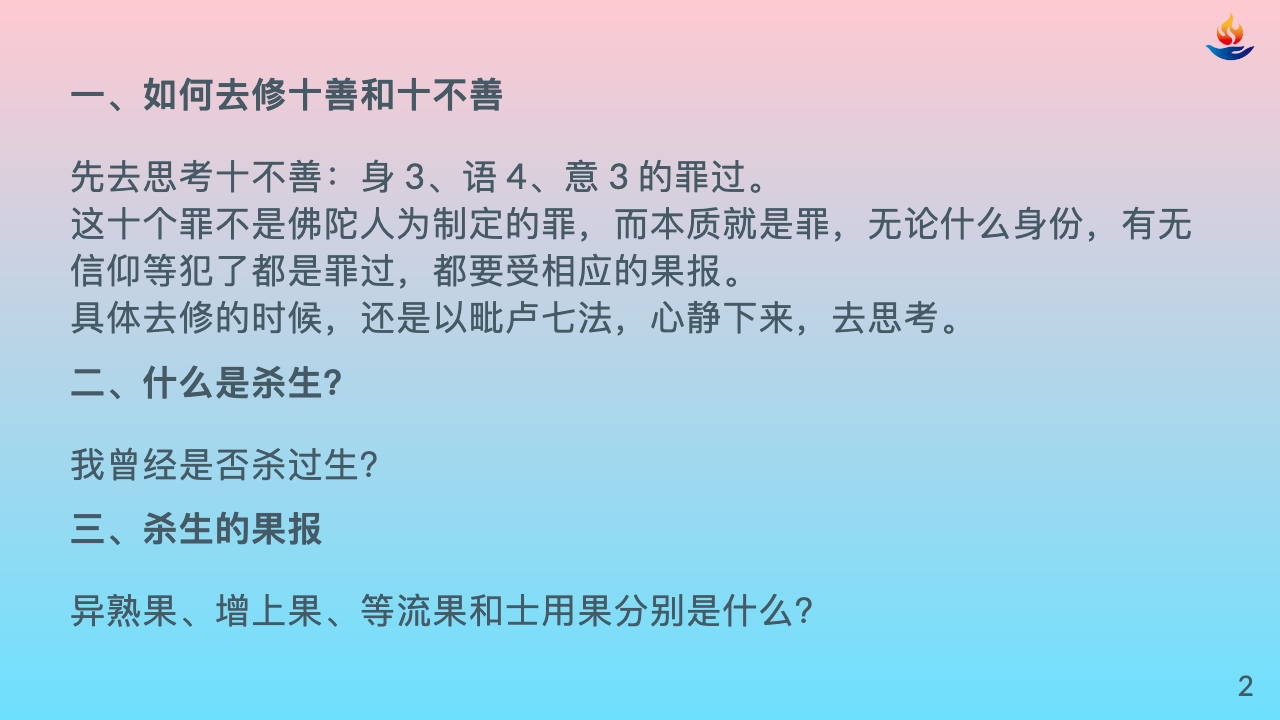 一、如何去修十善和十不善
先去思考十不善：身 3、语 4、意 3 的罪过。
这十个罪不是佛陀人为制定的罪，而本质就是罪，无论什么身份，有无
信仰等犯了都是罪过，都要受相应的果报。
具体去修的时候，还是以毗卢七法，心静下来，去思考。
二、什么是杀生?
我曾经是否杀过生?
三、杀生的果报
异熟果、增上果、等流果和士用果分别是什么?
2